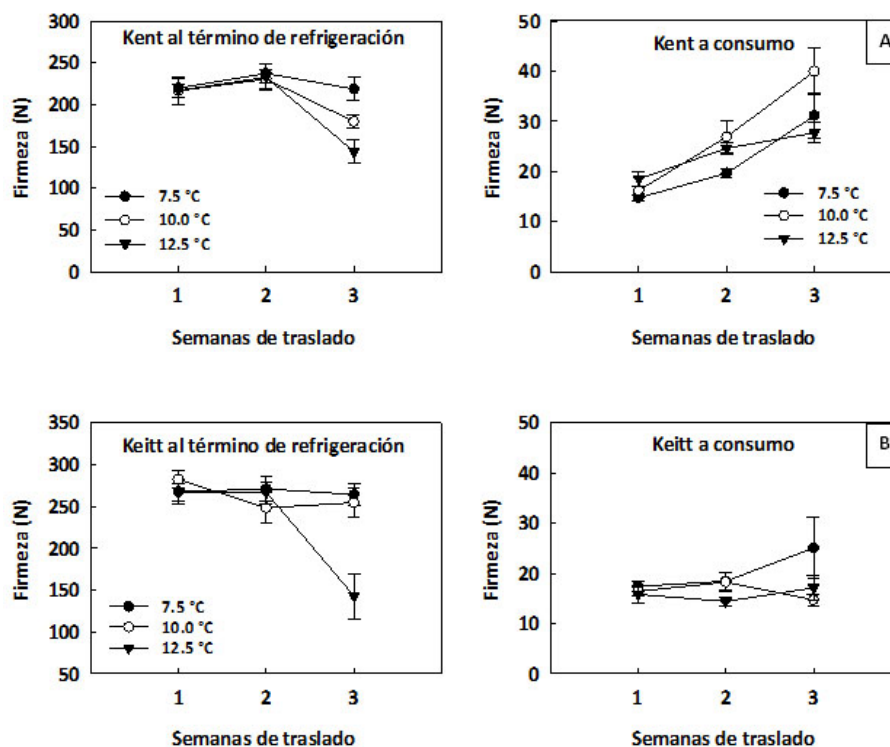 Kent al término de refrigeración
Firmeza (N)
300
250
200
150
100
50
0
7.5 °C
10.0 °C
12.5 °C
1 2 3
Semanas de traslado
Kent a consumo
A
Firmeza (N)
50
40
30
20
10
0
7.5 °C
10.0 °C
12.5 °C
1 2 3
Semanas de traslado
Keitt al término de refrigeración
Firmeza (N)
350
300
250
200
150
100
50
7.5 °C
10.0 °C
12.5 °C
1 2 3
Semanas de traslado
Keitt a consumo
B
Firmeza (N)
50
40
30
20
10
0
1 2 3
Semanas de traslado